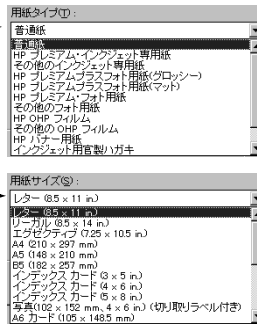 用紙タイプ(T) :
普通紙
普通紙
HP プレミアム・インクジェット専用紙
その他のインクジェット専用紙
HP プレミアムプラスフォト用紙(グロッシー)
HP プレミアムプラスフォト用紙(マット)
HP プレミアム・フォト用紙
その他のフォト用紙
HP OHP フィルム
その他の OHP フィルム
HP バナー用紙
インクジェット用官製ハガキ
用紙サイズ(S) :
レター (8.5 x 11 in.)
レター (8.5 x 11 in.)
リーガル (8.5 x 14 in.)
エグゼクティブ (7.25 x 10.5 in.)
A4 (210 x 297 mm)
A5 (148 x 210 mm)
B5 (182 x 257 mm)
インデックス カード (3 x 5 in.)
インデックス カード (4 x 6 in.)
インデックス カード (5 x 8 in.)
写真(102 x 152 mm, 4 x 6 in.) (切り取りラベル付き)
A6 カード (105 x 148.5 mm)